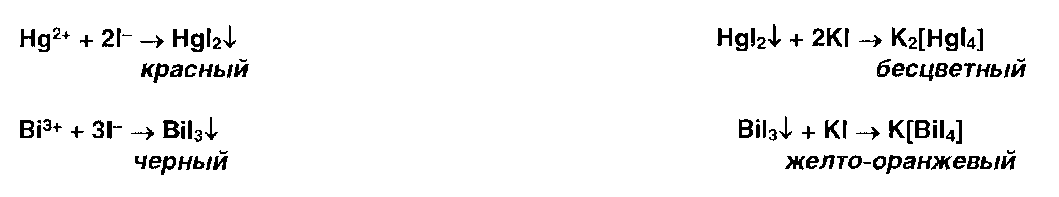 Hg²⁺ + 2I⁻ → HgI₂↓ HgI₂↓ + 2KI → K₂[HgI₄]
красный бесцветный
Bi³⁺ + 3I⁻ → BiI₃↓ BiI₃↓ + KI → K[BiI₄]
черный желто-оранжевый